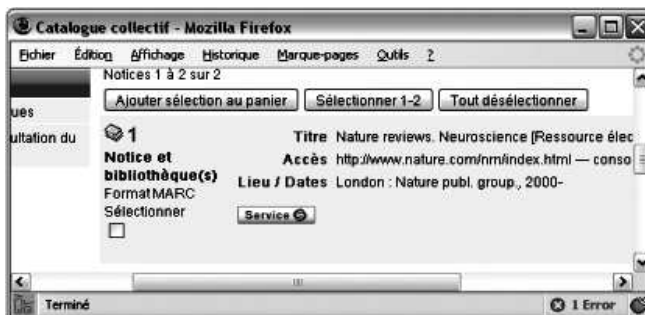 Catalogue collectif - Mozilla Firefox
Fichier Édition Affichage Historique Marque-pages Outils ?
Notices 1 à 2 sur 2
Ajouter sélection au panier Sélectionner 1-2 Tout désélectionner
ues
ultation du
1
Notice et
bibliothèque(s)
Format MARC
Sélectionner
Titre Nature reviews. Neuroscience [Ressource élec
Accès http://www.nature.com/nrn/index.html — conso
Lieu / Dates London : Nature publ. group., 2000-
Service S
Terminé 1 Error